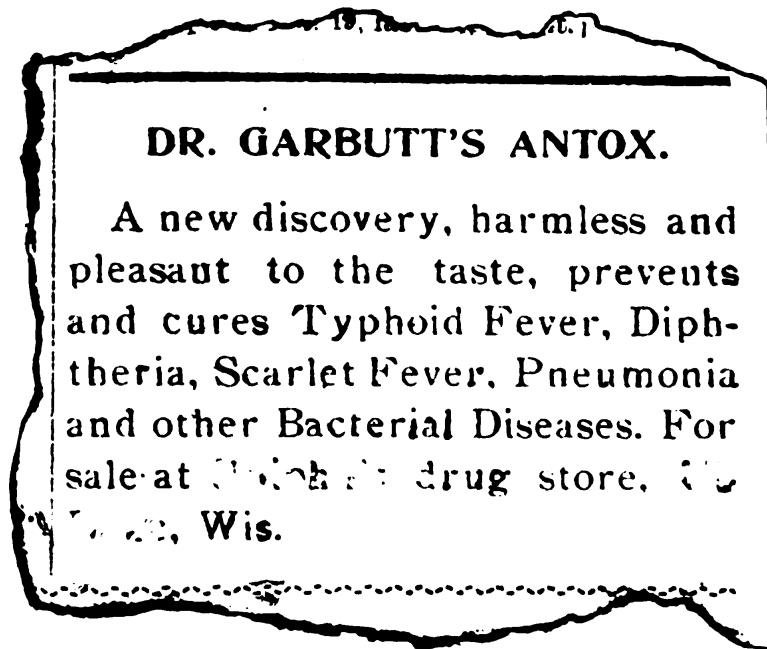 19,
DR. GARBUTT'S ANTOX.
A new discovery, harmless and
pleasant to the taste, prevents
and cures Typhoid Fever, Diph-
theria, Scarlet Fever, Pneumonia
and other Bacterial Diseases. For
sale at drug store,
Wis.